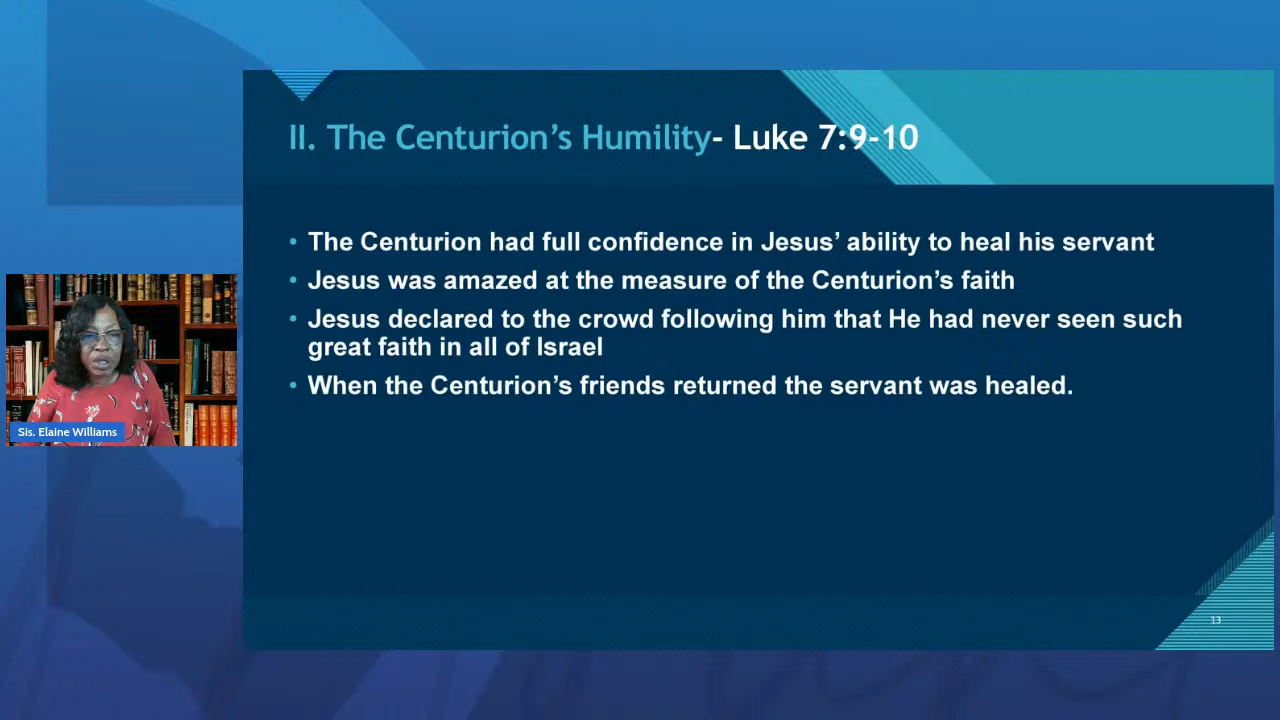 II. The Centurion’s Humility- Luke 7:9-10
• The Centurion had full confidence in Jesus’ ability to heal his servant
• Jesus was amazed at the measure of the Centurion’s faith
• Jesus declared to the crowd following him that He had never seen such
great faith in all of Israel
• When the Centurion’s friends returned the servant was healed.
Sis. Elaine Williams
13